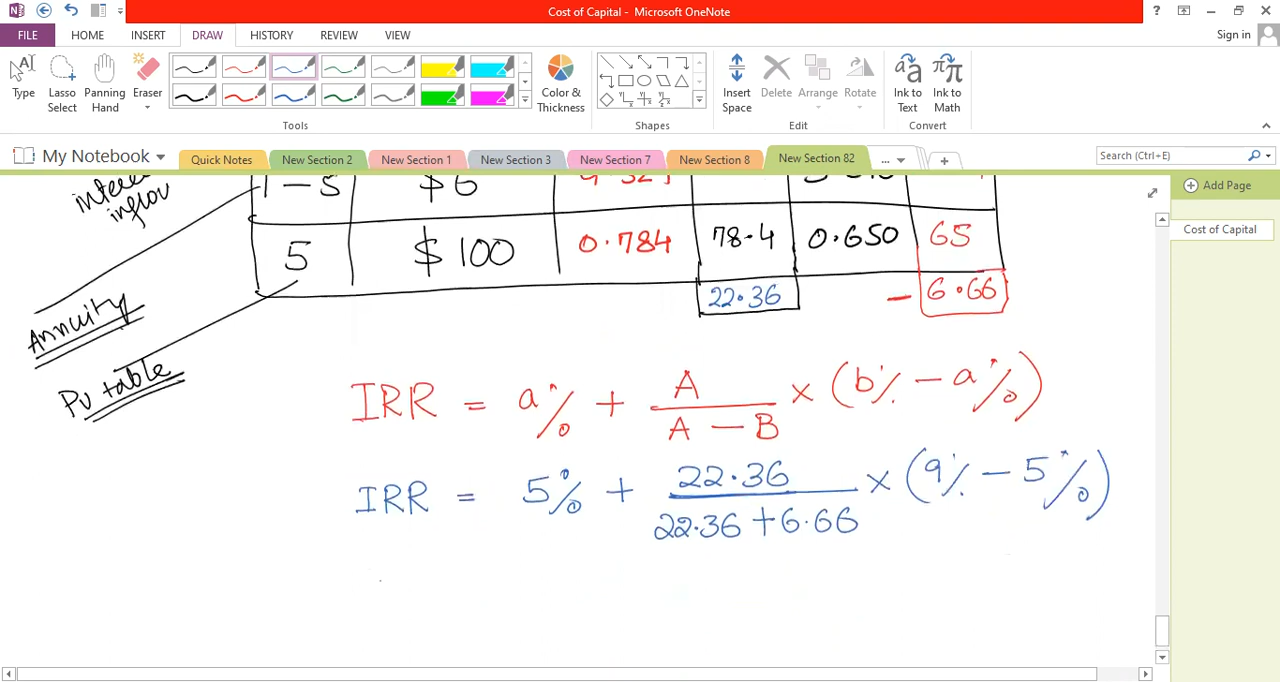 Cost of Capital - Microsoft OneNote
?
Sign in
FILE HOME INSERT DRAW HISTORY REVIEW VIEW
Type
Lasso Select
Panning Hand
Eraser
Color & Thickness
Insert Space
Delete
Arrange
Rotate
Ink to Text
Ink to Math
Tools
Shapes
Edit
Convert
My Notebook Quick Notes New Section 2 New Section 1 New Section 3 New Section 7 New Section 8 New Section 82 ... +
Search (Ctrl+E)
Add Page
Cost of Capital
1-5 $6
5 $100 0.784 78.4 0.650 65
22.36 - 6.66
Annuity
PV table
IRR = a% + A / A - B × (b% - a%)
IRR = 5% + 22.36 / 22.36 + 6.66 × (9% - 5%)